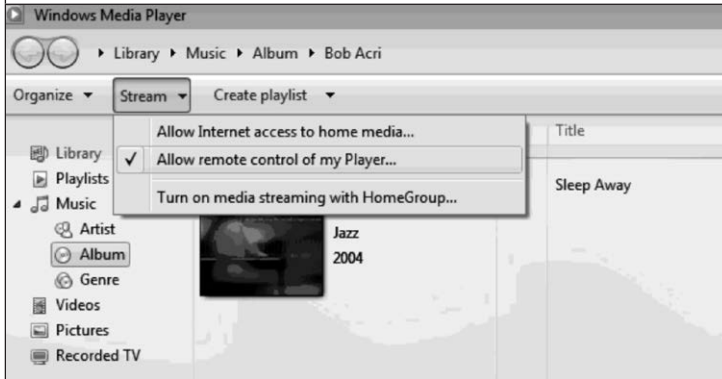 Windows Media Player
Library ▸ Music ▸ Album ▸ Bob Acri
Organize ▾ Stream ▾ Create playlist ▾
Allow Internet access to home media...
✓ Allow remote control of my Player...
Turn on media streaming with HomeGroup...
Library
Playlists
Music
Artist
Album
Genre
Videos
Pictures
Recorded TV
Jazz
2004
Title
Sleep Away